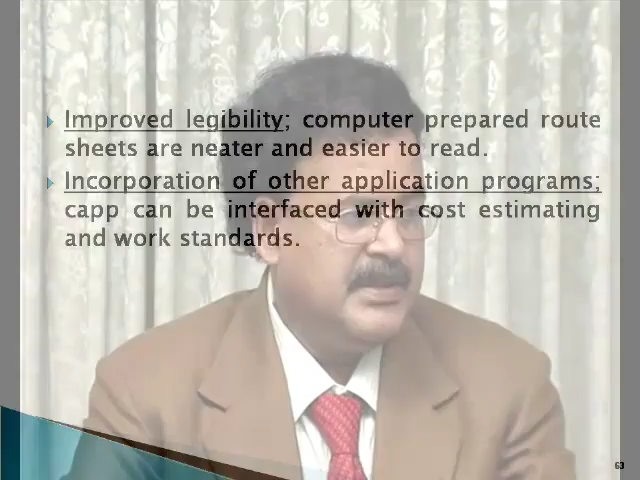 Improved legibility; computer prepared route
sheets are neater and easier to read.
Incorporation of other application programs;
capp can be interfaced with cost estimating
and work standards.
63